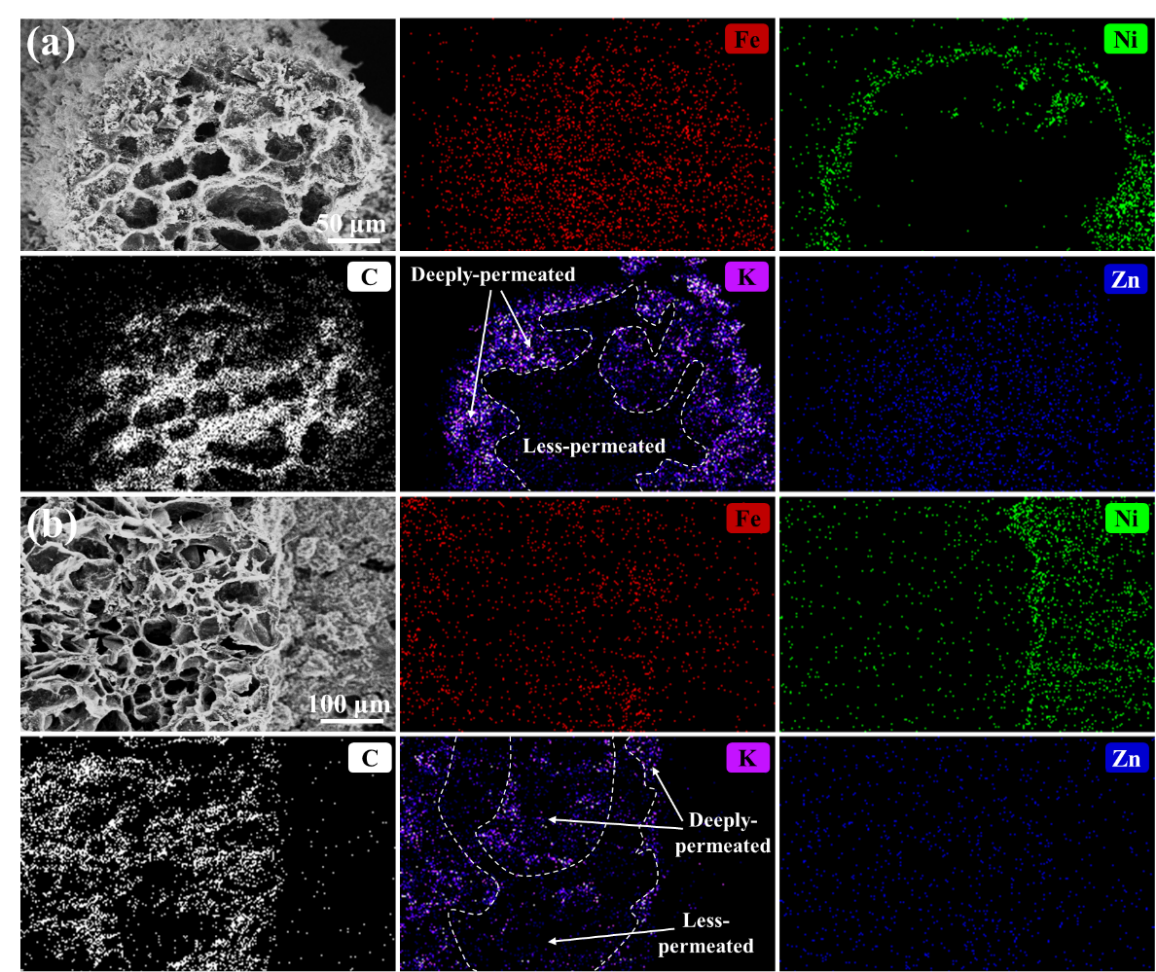 (a)
Fe
Ni
50 μm
C
Deeply-permeated
K
Less-permeated
Zn
(b)
Fe
Ni
100 μm
C
K
Deeply-
permeated
Less-
permeated
Zn